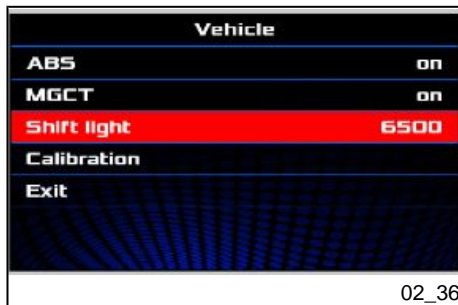 Vehicle
ABS on
MGCT on
Shift light 6500
Calibration
Exit
02_36